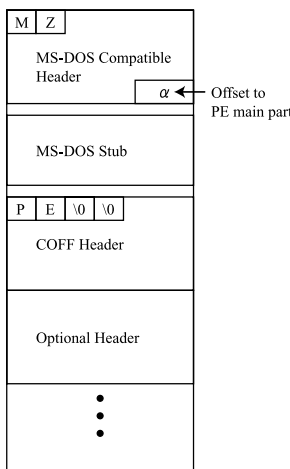 M Z
MS-DOS Compatible
Header
α
Offset to
PE main part
MS-DOS Stub
P E \0 \0
COFF Header
Optional Header